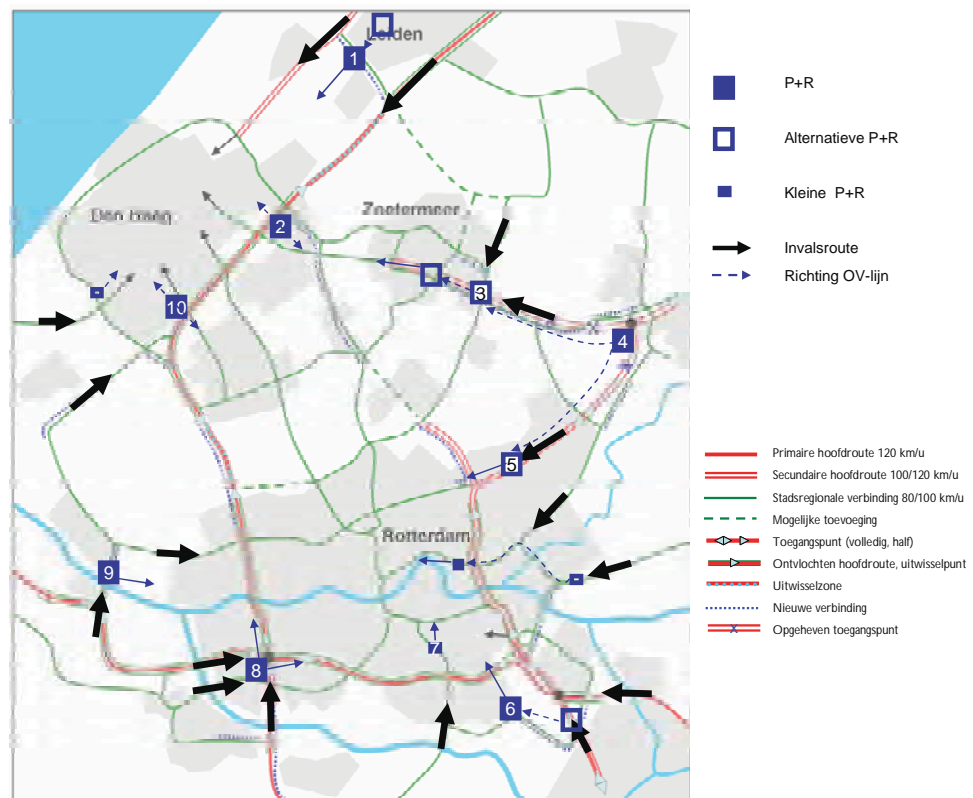 Leiden
1
Den Haag
Zoetermeer
2
3
10
4
5
Rotterdam
9
7
8
6
P+R
Alternatieve P+R
Kleine P+R
Invalsroute
Richting OV-lijn
Primaire hoofdroute 120 km/u
Secundaire hoofdroute 100/120 km/u
Stadsregionale verbinding 80/100 km/u
Mogelijke toevoeging
Toegangspunt (volledig, half)
Ontvlochten hoofdroute, uitwisselpunt
Uitwisselzone
Nieuwe verbinding
Opgeheven toegangspunt